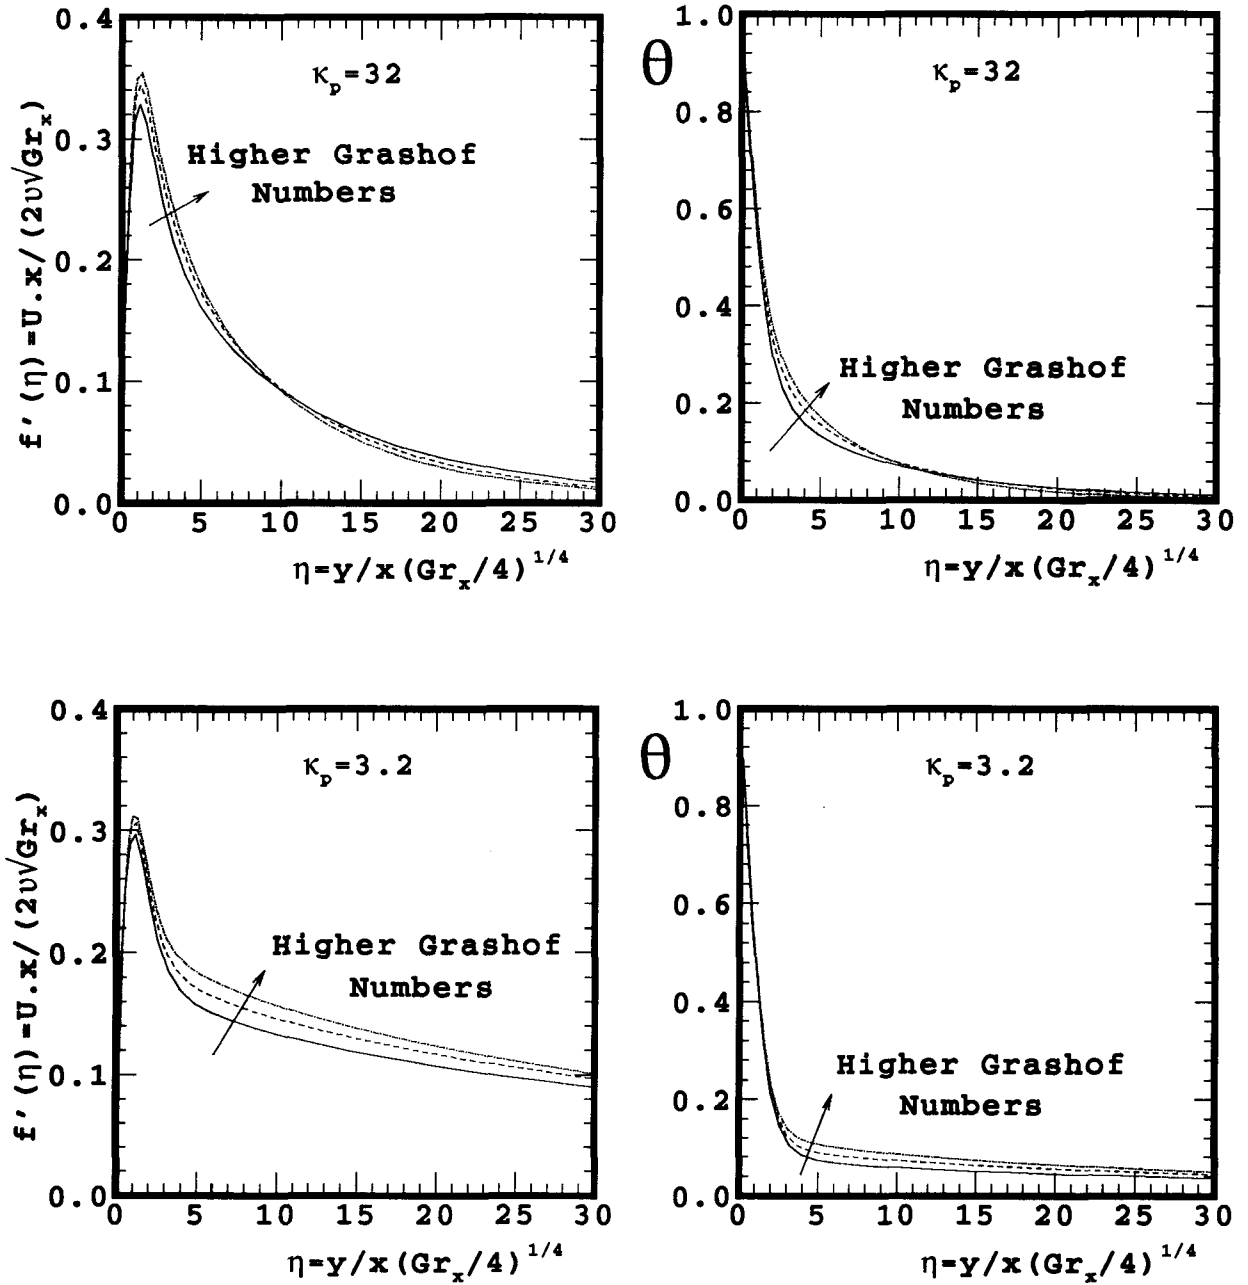 0.4
0.3
0.2
0.1
0.0
f'(η)=U.x/(2υ√Grₓ)
κₚ=32
Higher Grashof
Numbers
0 5 10 15 20 25 30
η=y/x(Grₓ/4)^1/4
1.0
0.8
0.6
0.4
0.2
0.0
θ
κₚ=32
Higher Grashof
Numbers
0 5 10 15 20 25 30
η=y/x(Grₓ/4)^1/4
0.4
0.3
0.2
0.1
0.0
f'(η)=U.x/(2υ√Grₓ)
κₚ=3.2
Higher Grashof
Numbers
0 5 10 15 20 25 30
η=y/x(Grₓ/4)^1/4
1.0
0.8
0.6
0.4
0.2
0.0
θ
κₚ=3.2
Higher Grashof
Numbers
0 5 10 15 20 25 30
η=y/x(Grₓ/4)^1/4